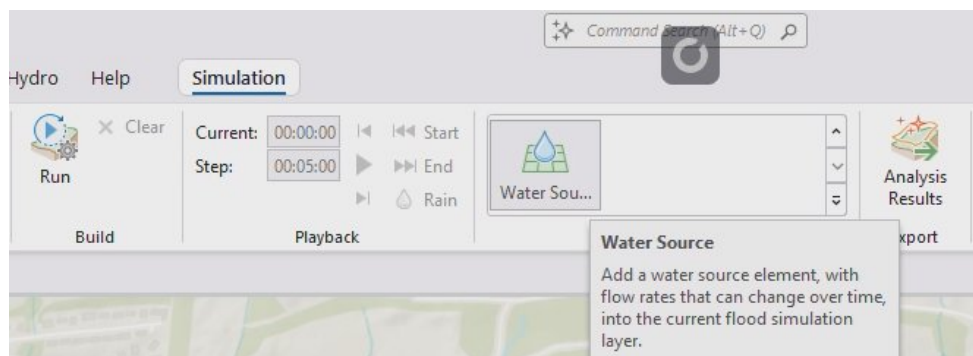 Command Search (Alt+Q)
Hydro Help Simulation
Clear Current: 00:00:00 Start
Step: 00:05:00 End
Run Rain Water Sou... Analysis
Results
Build Playback xport
Water Source
Add a water source element, with
flow rates that can change over time,
into the current flood simulation
layer.